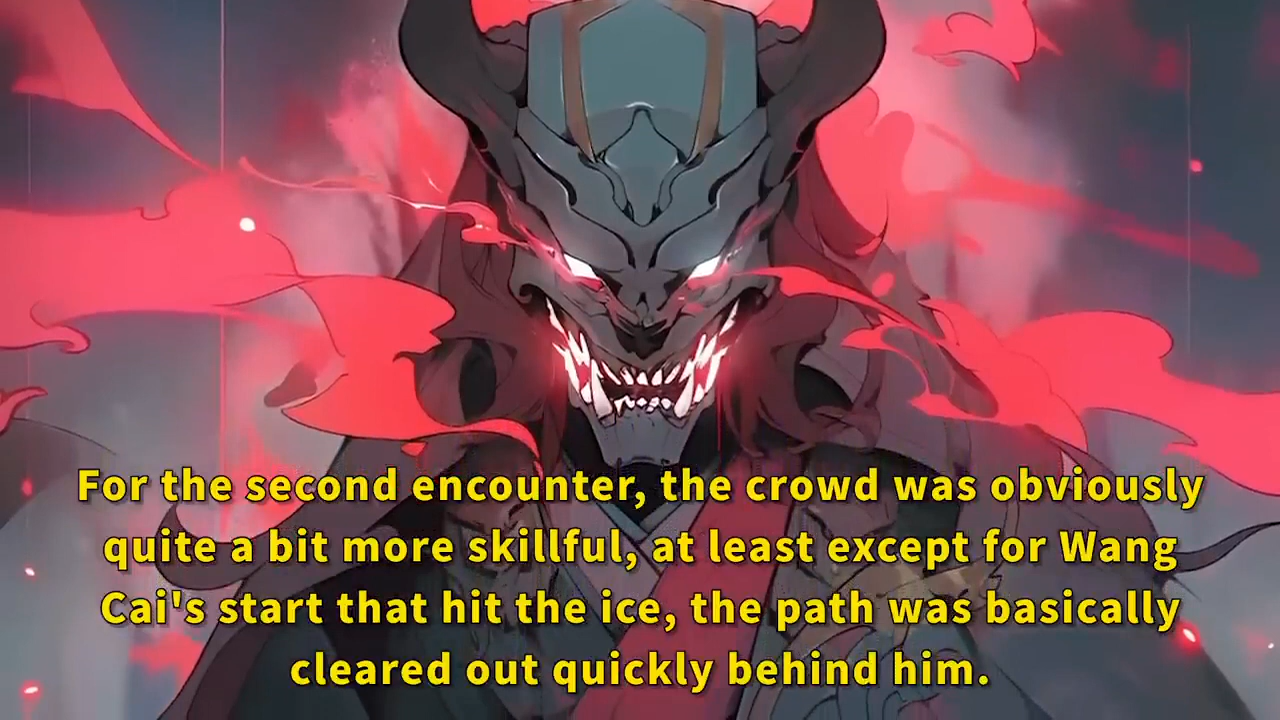 For the second encounter, the crowd was obviously
quite a bit more skillful, at least except for Wang
Cai's start that hit the ice, the path was basically
cleared out quickly behind him.